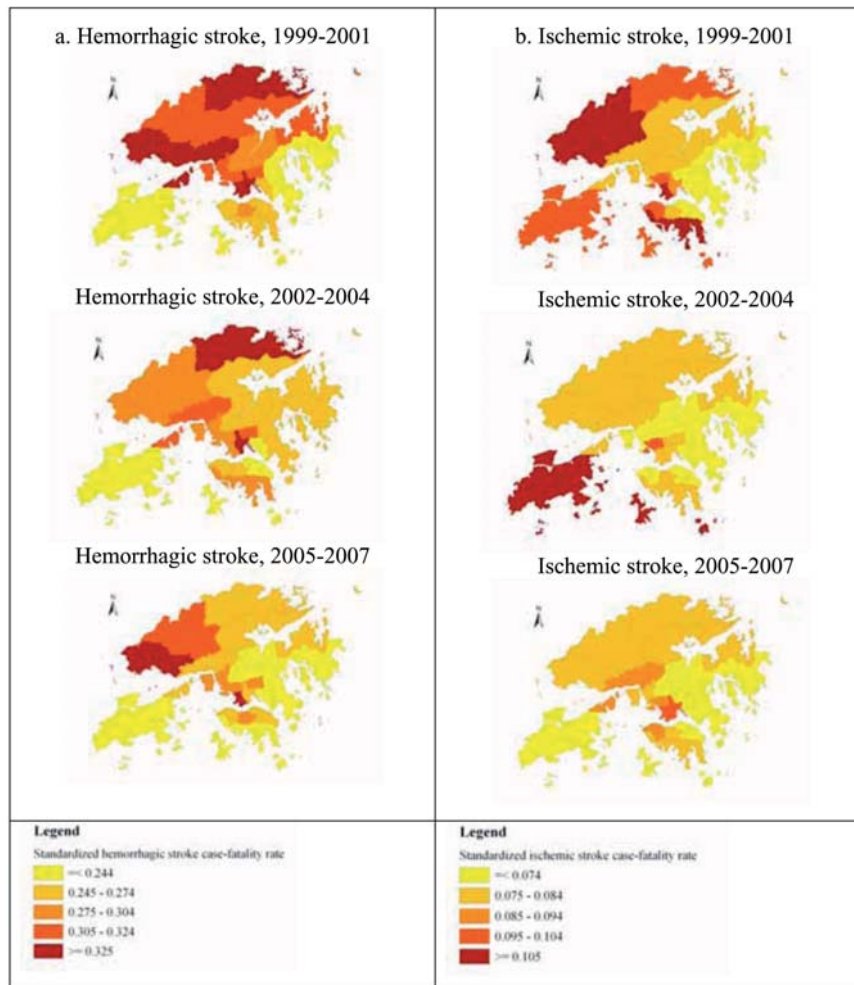 a. Hemorrhagic stroke, 1999-2001
b. Ischemic stroke, 1999-2001
N
N
Hemorrhagic stroke, 2002-2004
Ischemic stroke, 2002-2004
N
N
Hemorrhagic stroke, 2005-2007
Ischemic stroke, 2005-2007
N
N
Legend
Standardized hemorrhagic stroke case-fatality rate
=< 0.244
0.245 - 0.274
0.275 - 0.304
0.305 - 0.324
>= 0.325
Legend
Standardized ischemic stroke case-fatality rate
=< 0.074
0.075 - 0.084
0.085 - 0.094
0.095 - 0.104
>= 0.105